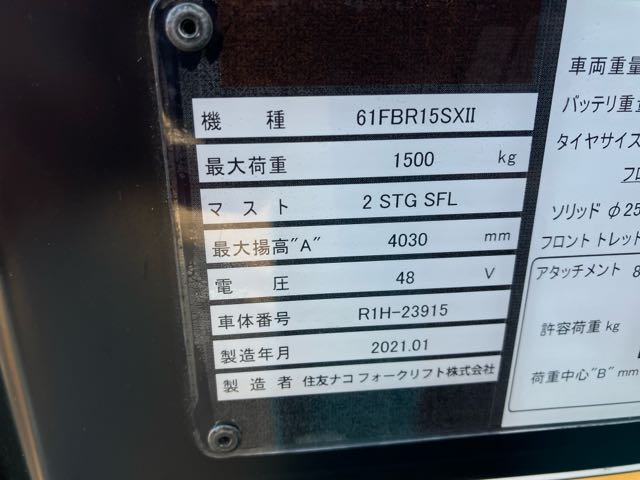 機種 61FBR15SXII
最大荷重 1500 kg
マスト 2 STG SFL
最大揚高"A" 4030 mm
電圧 48 V
車体番号 R1H-23915
製造年月 2021.01
製造者 住友ナコフォークリフト株式会社
車両重量
バッテリ重
タイヤサイズ
フロ
ソリッド φ25
フロントトレッド
アタッチメント 8
許容荷重 kg
荷重中心"B" mm